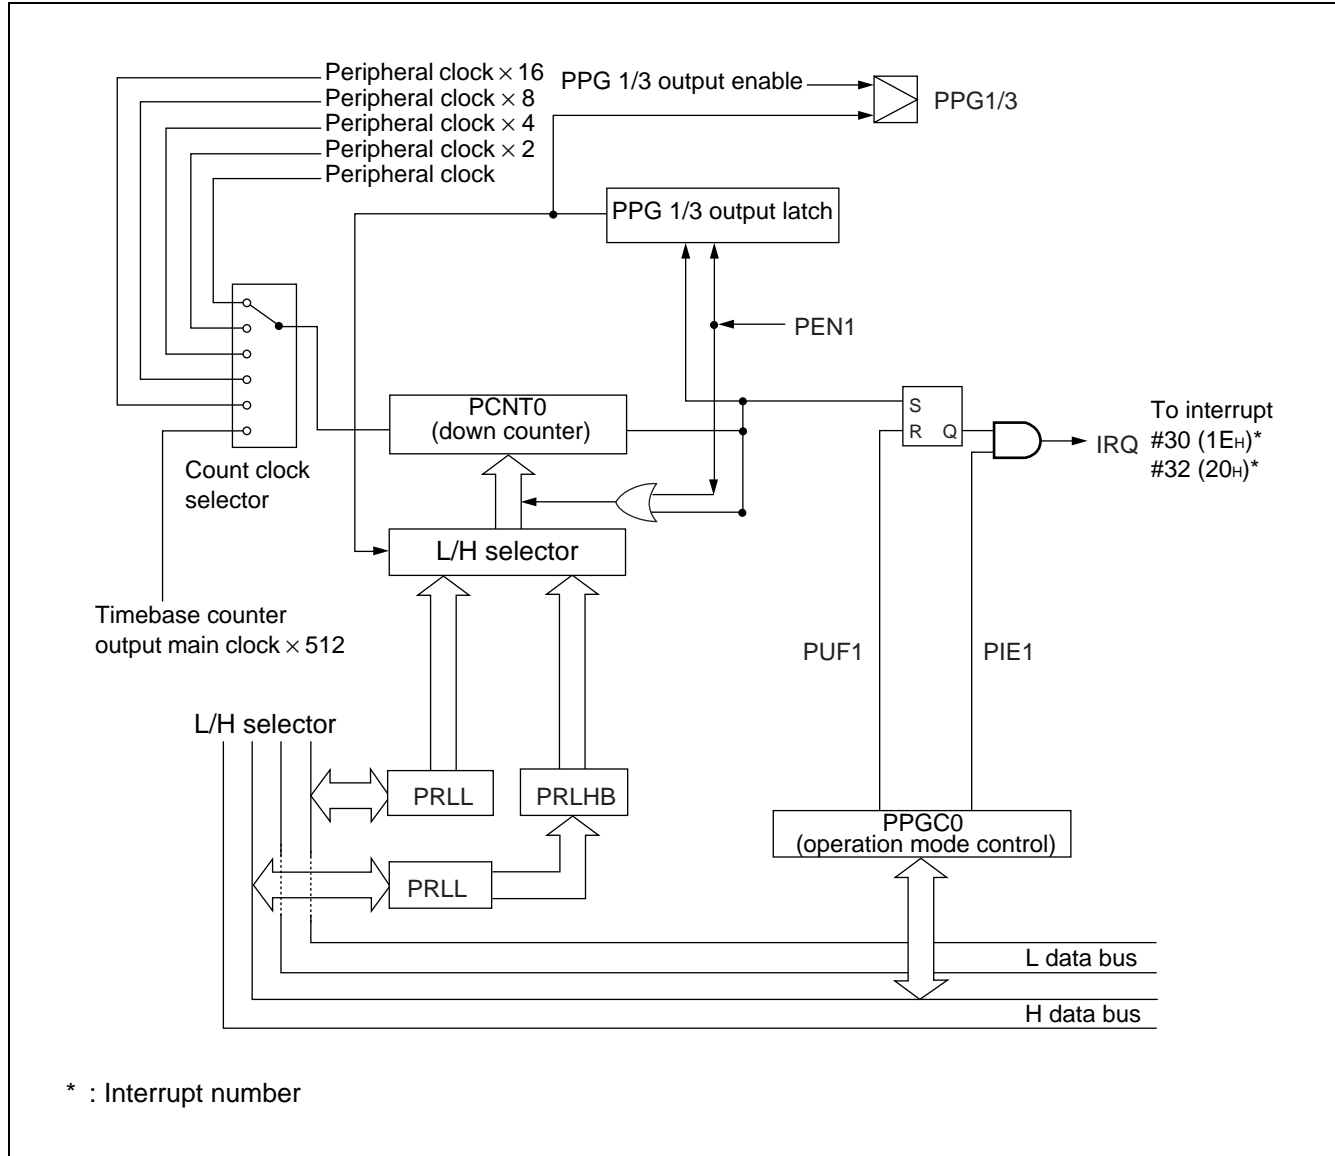 Peripheral clock × 16
Peripheral clock × 8
Peripheral clock × 4
Peripheral clock × 2
Peripheral clock
PPG 1/3 output enable
PPG1/3
PPG 1/3 output latch
PEN1
PCNT0
(down counter)
S
R Q
IRQ
To interrupt
#30 (1EH)*
#32 (20H)*
Count clock
selector
L/H selector
Timebase counter
output main clock × 512
PUF1
PIE1
L/H selector
PRLL
PRLHB
PPGC0
(operation mode control)
PRLL
L data bus
H data bus
* : Interrupt number